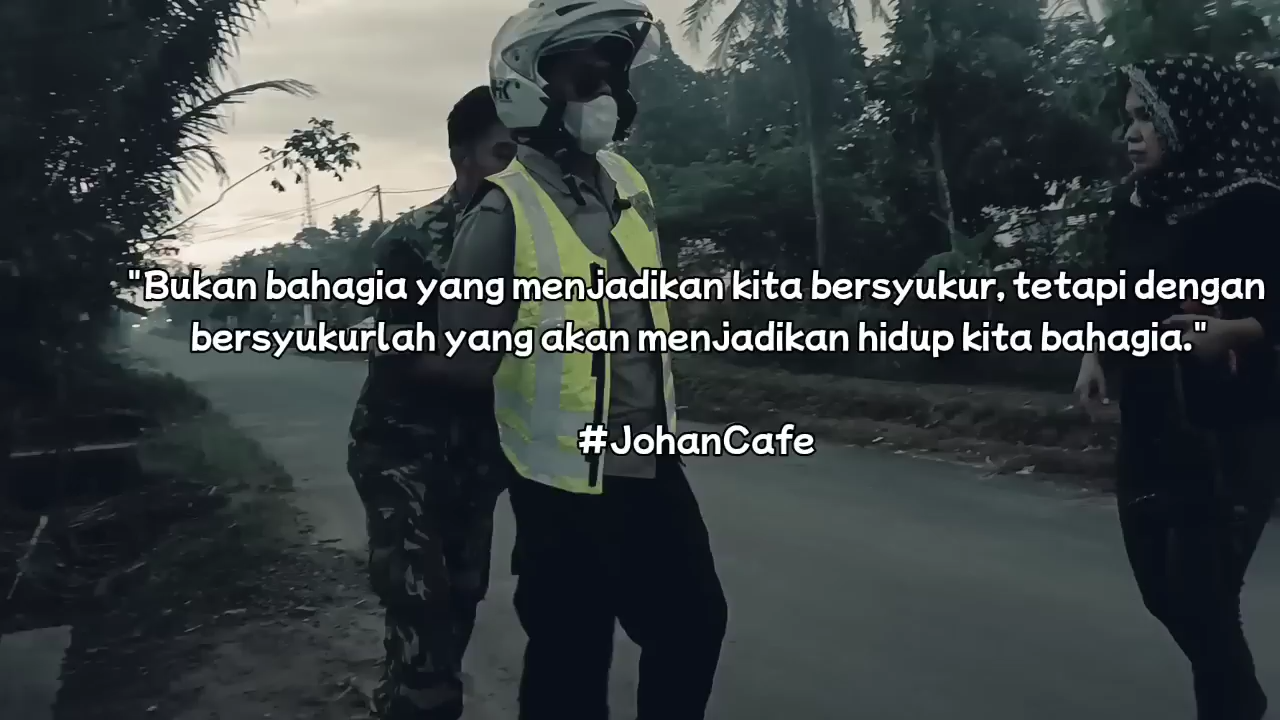 "Bukan bahagia yang menjadikan kita bersyukur, tetapi dengan
bersyukurlah yang akan menjadikan hidup kita bahagia."
#JohanCafe